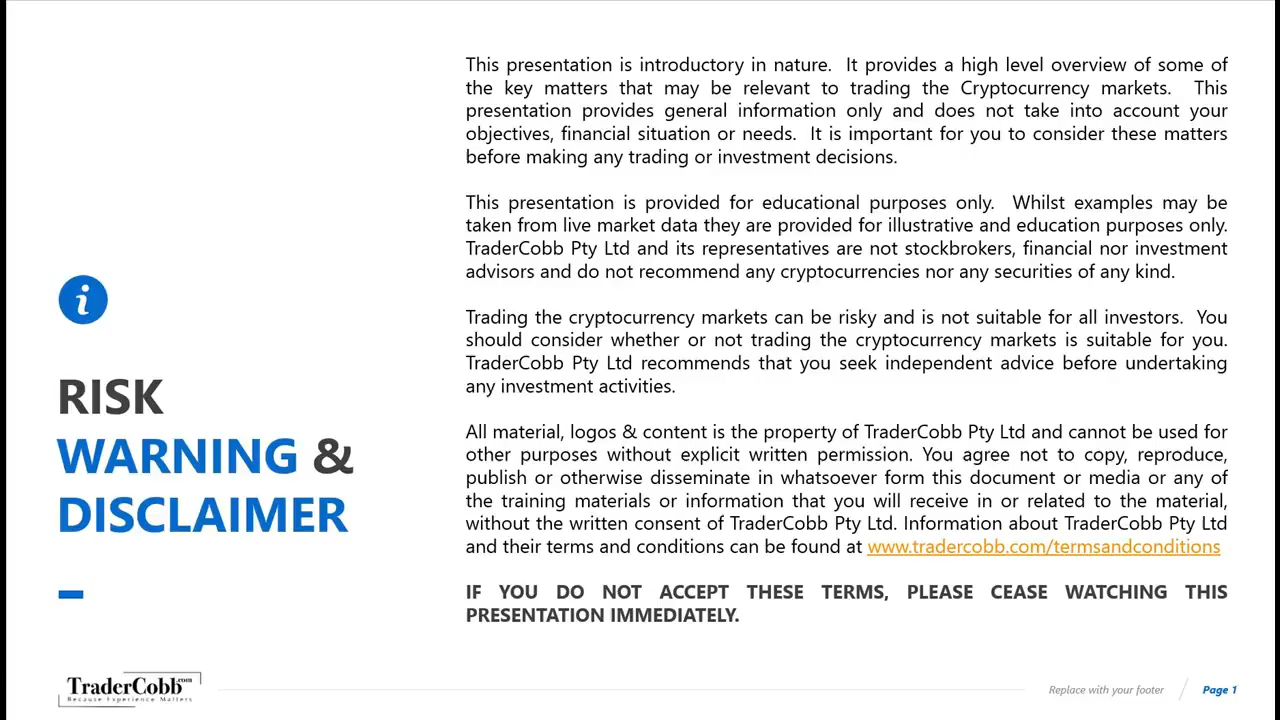 This presentation is introductory in nature.  It provides a high level overview of some of
the key matters that may be relevant to trading the Cryptocurrency markets.  This
presentation provides general information only and does not take into account your
objectives, financial situation or needs.  It is important for you to consider these matters
before making any trading or investment decisions.
This presentation is provided for educational purposes only.  Whilst examples may be
taken from live market data they are provided for illustrative and education purposes only.
TraderCobb Pty Ltd and its representatives are not stockbrokers, financial nor investment
advisors and do not recommend any cryptocurrencies nor any securities of any kind.
Trading the cryptocurrency markets can be risky and is not suitable for all investors.  You
should consider whether or not trading the cryptocurrency markets is suitable for you.
TraderCobb Pty Ltd recommends that you seek independent advice before undertaking
any investment activities.
All material, logos & content is the property of TraderCobb Pty Ltd and cannot be used for
other purposes without explicit written permission. You agree not to copy, reproduce,
publish or otherwise disseminate in whatsoever form this document or media or any of
the training materials or information that you will receive in or related to the material,
without the written consent of TraderCobb Pty Ltd. Information about TraderCobb Pty Ltd
and their terms and conditions can be found at www.tradercobb.com/termsandconditions
IF YOU DO NOT ACCEPT THESE TERMS, PLEASE CEASE WATCHING THIS
PRESENTATION IMMEDIATELY.
i
RISK
WARNING &
DISCLAIMER
TraderCobb.com
Because Experience Matters
Replace with your footer
Page 1